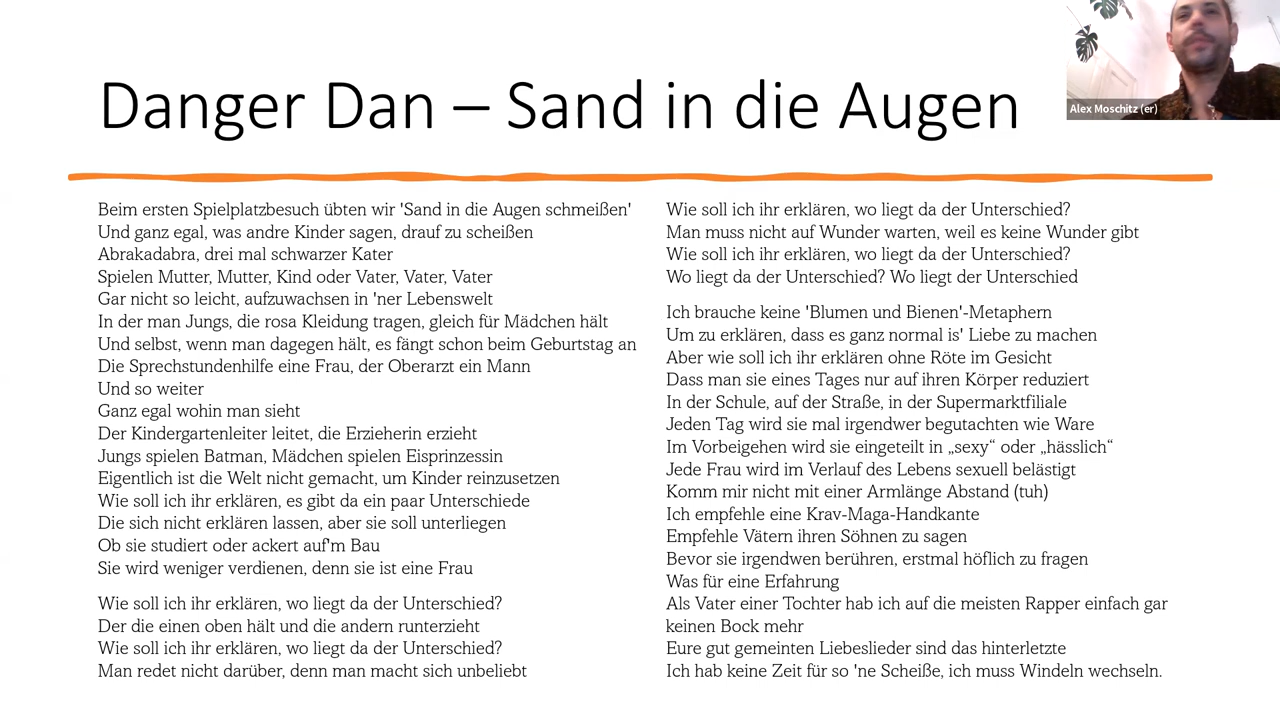 Danger Dan – Sand in die Augen
Alex Moschitz (er)
Beim ersten Spielplatzbesuch übten wir 'Sand in die Augen schmeißen'
Und ganz egal, was andre Kinder sagen, drauf zu scheißen
Abrakadabra, drei mal schwarzer Kater
Spielen Mutter, Mutter, Kind oder Vater, Vater, Vater
Gar nicht so leicht, aufzuwachsen in 'ner Lebenswelt
In der man Jungs, die rosa Kleidung tragen, gleich für Mädchen hält
Und selbst, wenn man dagegen hält, es fängt schon beim Geburtstag an
Die Sprechstundenhilfe eine Frau, der Oberarzt ein Mann
Und so weiter
Ganz egal wohin man sieht
Der Kindergartenleiter leitet, die Erzieherin erzieht
Jungs spielen Batman, Mädchen spielen Eisprinzessin
Eigentlich ist die Welt nicht gemacht, um Kinder reinzusetzen
Wie soll ich ihr erklären, es gibt da ein paar Unterschiede
Die sich nicht erklären lassen, aber sie soll unterliegen
Ob sie studiert oder ackert auf'm Bau
Sie wird weniger verdienen, denn sie ist eine Frau
Wie soll ich ihr erklären, wo liegt da der Unterschied?
Der die einen oben hält und die andern runterzieht
Wie soll ich ihr erklären, wo liegt da der Unterschied?
Man redet nicht darüber, denn man macht sich unbeliebt
Wie soll ich ihr erklären, wo liegt da der Unterschied?
Man muss nicht auf Wunder warten, weil es keine Wunder gibt
Wie soll ich ihr erklären, wo liegt da der Unterschied?
Wo liegt da der Unterschied? Wo liegt der Unterschied
Ich brauche keine 'Blumen und Bienen'-Metaphern
Um zu erklären, dass es ganz normal is' Liebe zu machen
Aber wie soll ich ihr erklären ohne Röte im Gesicht
Dass man sie eines Tages nur auf ihren Körper reduziert
In der Schule, auf der Straße, in der Supermarktfiliale
Jeden Tag wird sie mal irgendwer begutachten wie Ware
Im Vorbeigehen wird sie eingeteilt in „sexy“ oder „hässlich“
Jede Frau wird im Verlauf des Lebens sexuell belästigt
Komm mir nicht mit einer Armlänge Abstand (tuh)
Ich empfehle eine Krav-Maga-Handkante
Empfehle Vätern ihren Söhnen zu sagen
Bevor sie irgendwen berühren, erstmal höflich zu fragen
Was für eine Erfahrung
Als Vater einer Tochter hab ich auf die meisten Rapper einfach gar
keinen Bock mehr
Eure gut gemeinten Liebeslieder sind das hinterletzte
Ich hab keine Zeit für so 'ne Scheiße, ich muss Windeln wechseln.